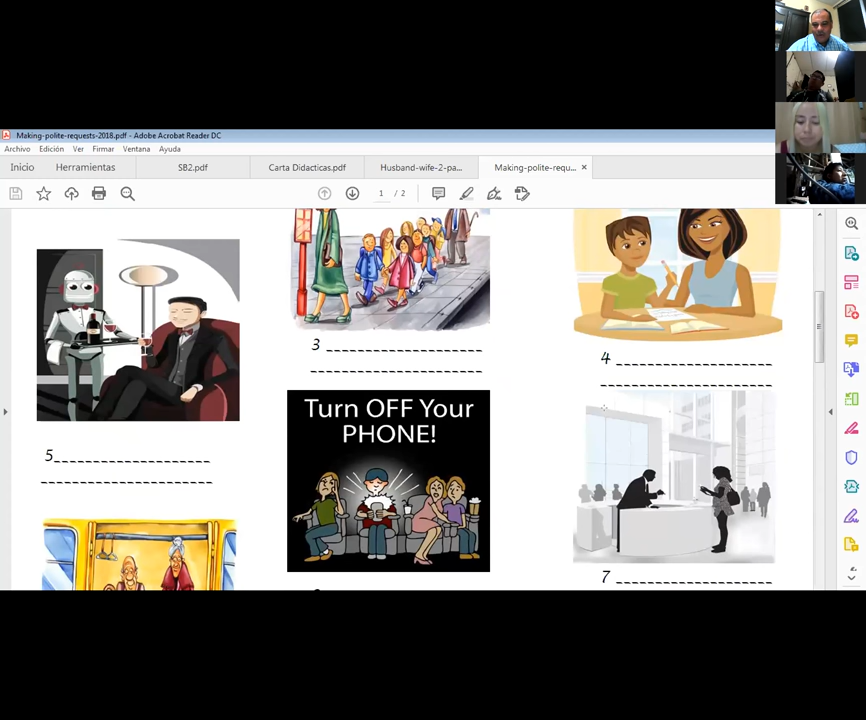 Making-polite-requests-2018.pdf - Adobe Acrobat Reader DC
Archivo Edición Ver Firmar Ventana Ayuda
Inicio Herramientas SB2.pdf Carta Didacticas.pdf Husband-wife-2-pa... Making-polite-requ... ×
1 / 2
3 ____________________
____________________
4 ____________________
____________________
Turn OFF Your
PHONE!
5____________________
____________________
7 ____________________